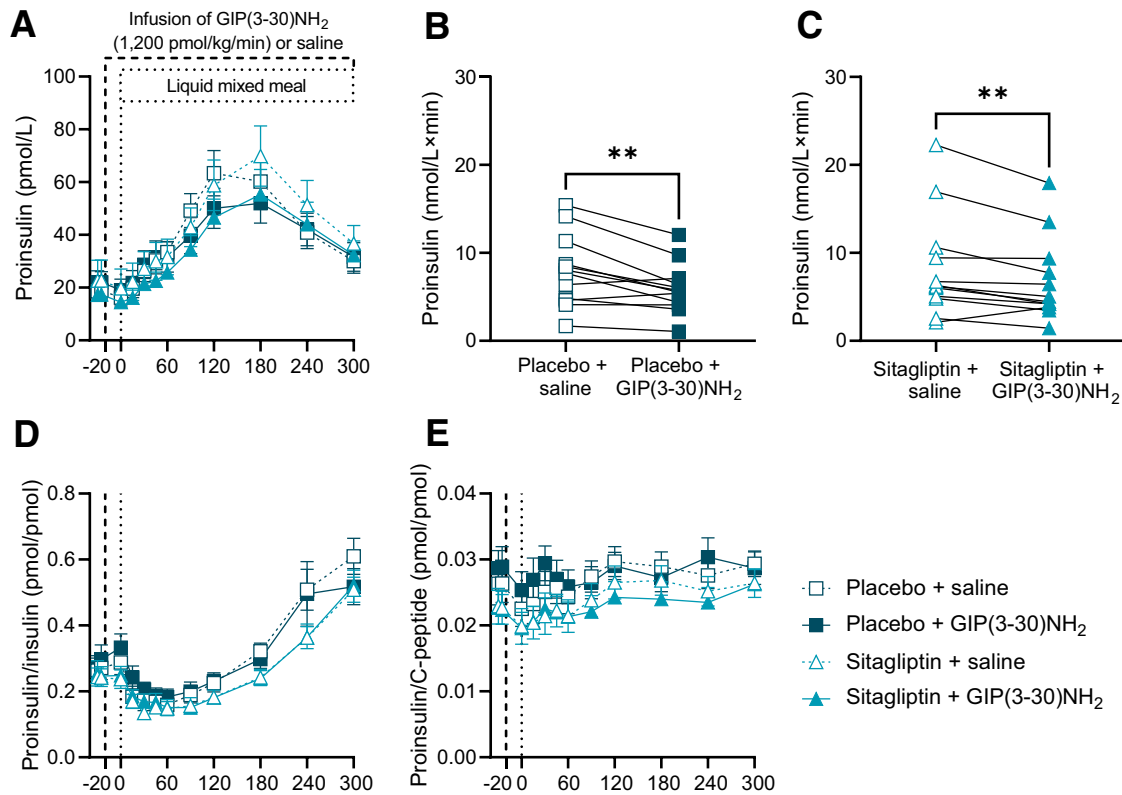 A
Infusion of GIP(3-30)NH2
(1,200 pmol/kg/min) or saline
Liquid mixed meal
Proinsulin (pmol/L)
100
80
60
40
20
0
-20 0 60 120 180 240 300
B
Proinsulin (nmol/L×min)
30
20
10
0
**
Placebo +
saline
Placebo +
GIP(3-30)NH2
C
Proinsulin (nmol/L×min)
30
20
10
0
**
Sitagliptin +
saline
Sitagliptin +
GIP(3-30)NH2
D
Proinsulin/insulin (pmol/pmol)
0.8
0.6
0.4
0.2
0.0
-20 0 60 120 180 240 300
E
Proinsulin/C-peptide (pmol/pmol)
0.04
0.03
0.02
0.01
0.00
-20 0 60 120 180 240 300
Placebo + saline
Placebo + GIP(3-30)NH2
Sitagliptin + saline
Sitagliptin + GIP(3-30)NH2